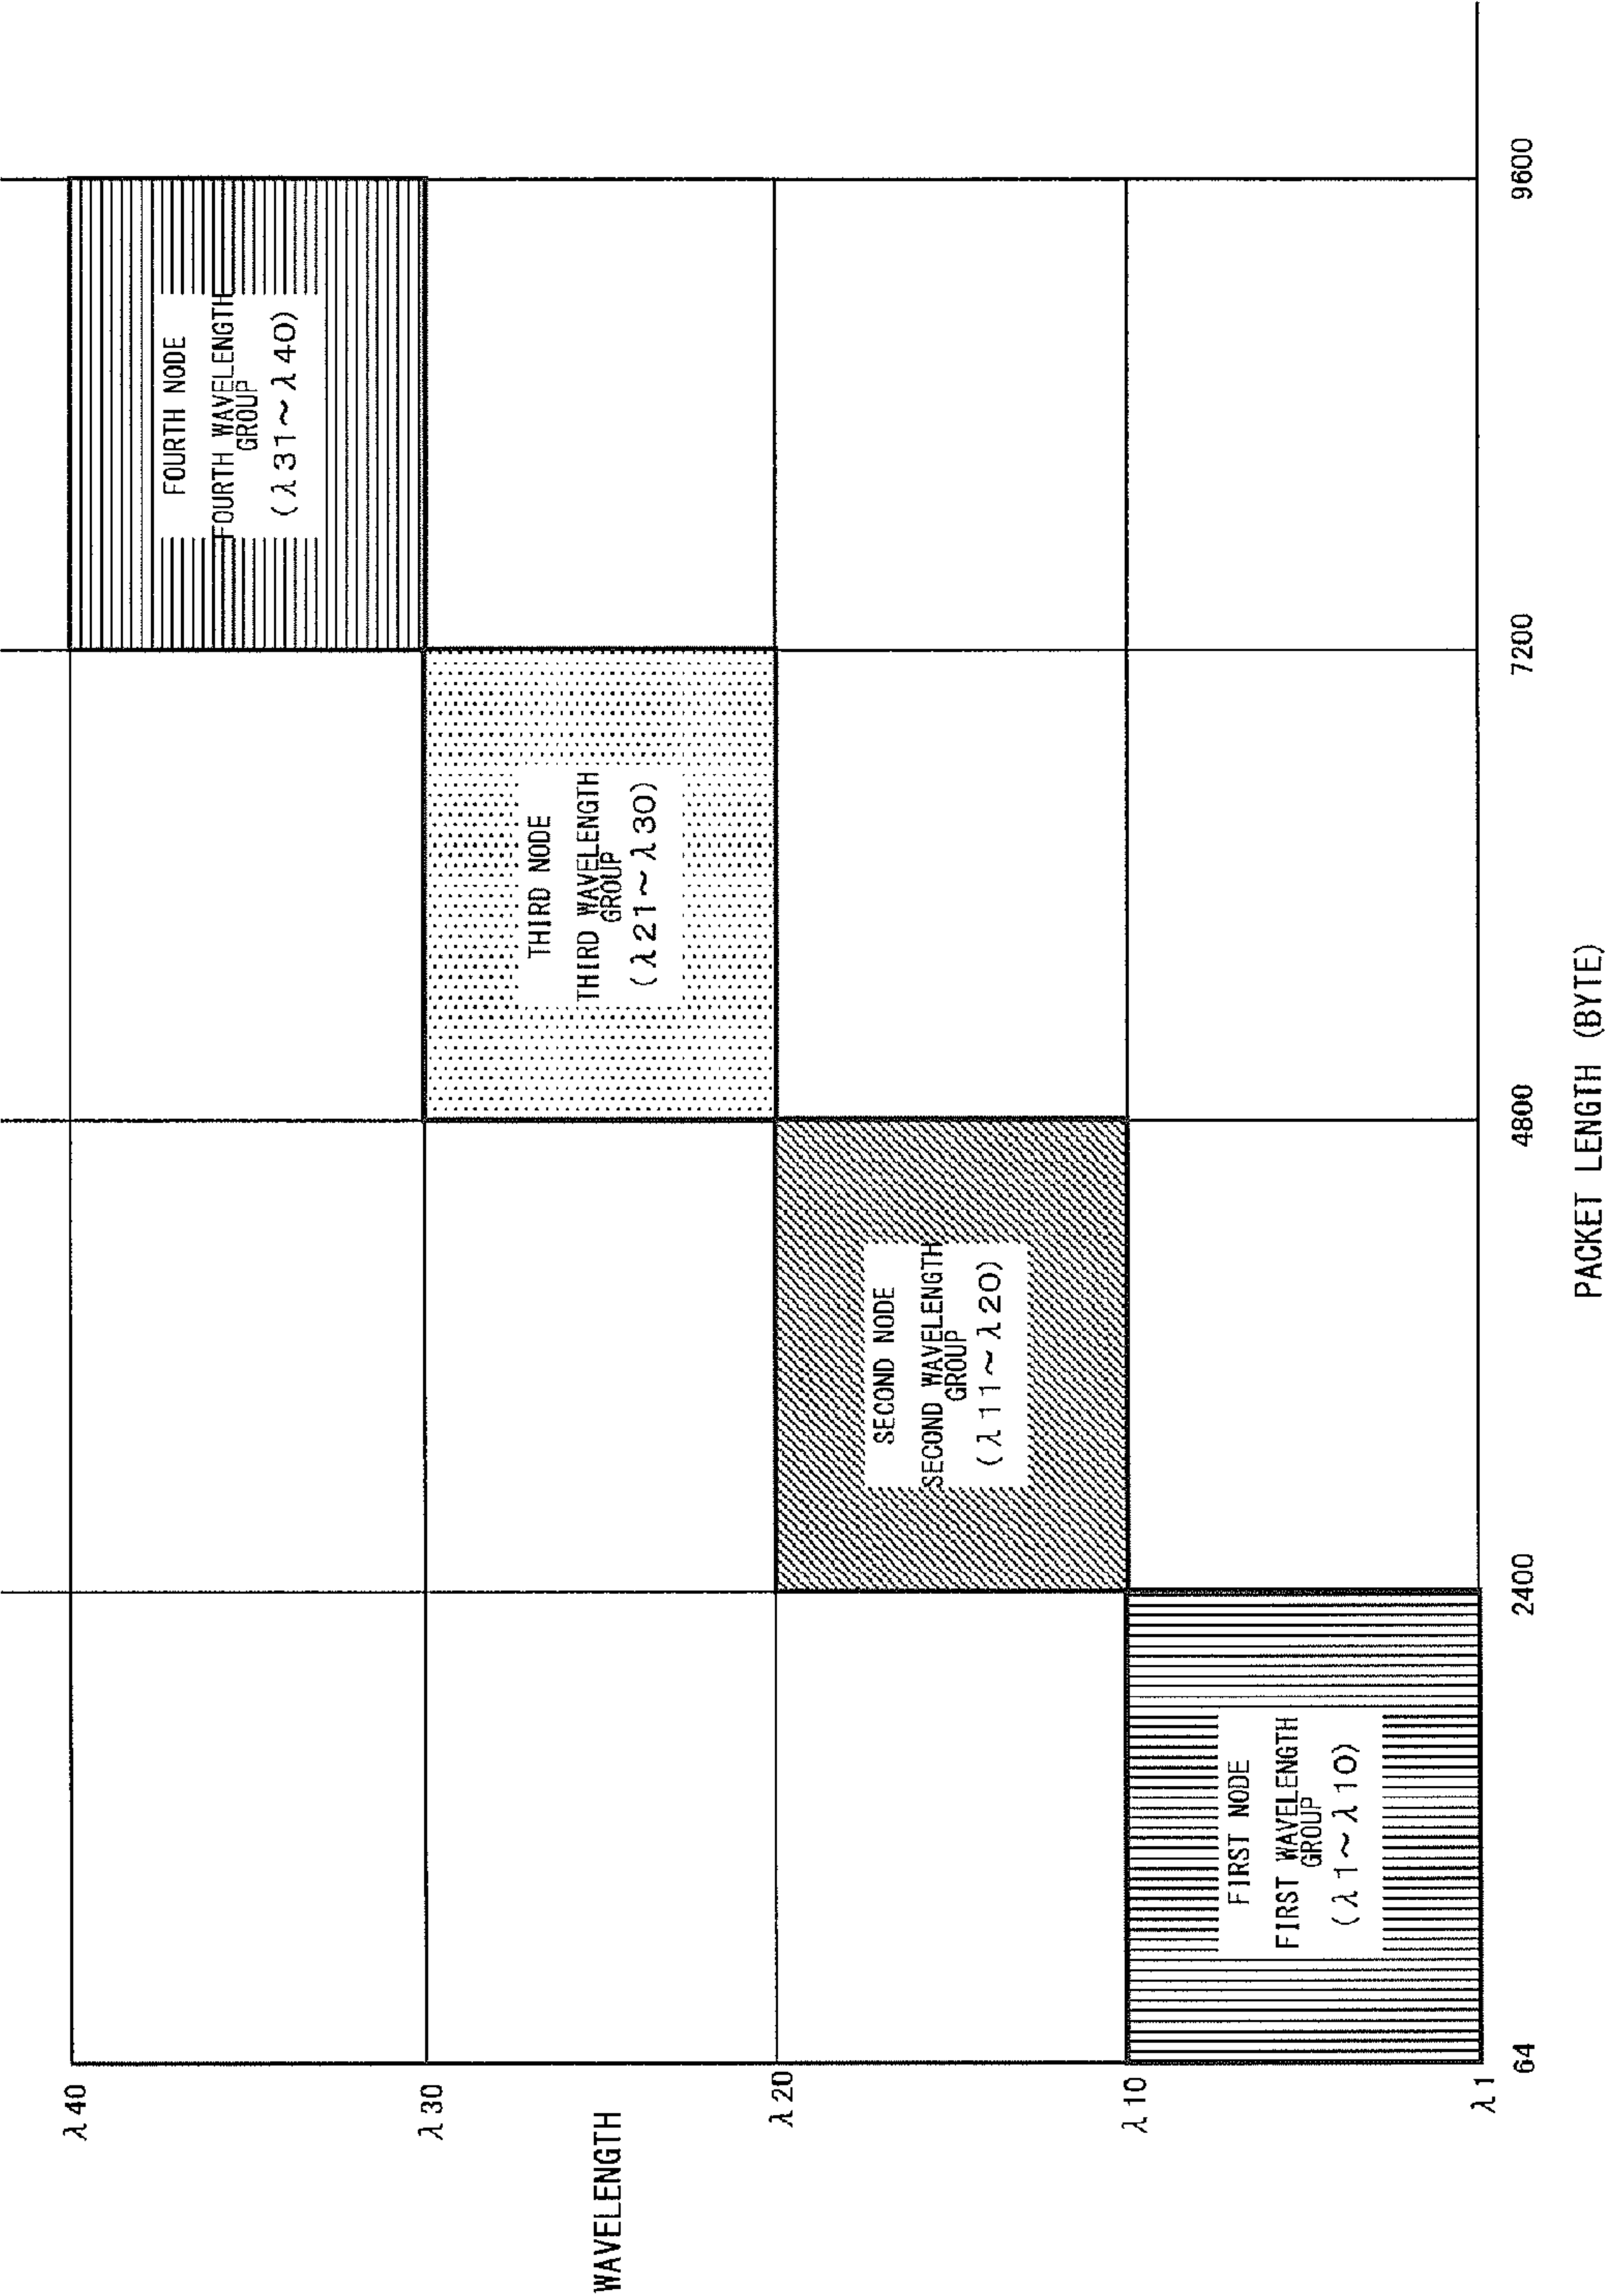 WAVELENGTH
λ40
λ30
λ20
λ10
λ1
FOURTH NODE
FOURTH WAVELENGTH
GROUP
(λ31~λ40)
THIRD NODE
THIRD WAVELENGTH
GROUP
(λ21~λ30)
SECOND NODE
SECOND WAVELENGTH
GROUP
(λ11~λ20)
FIRST NODE
FIRST WAVELENGTH
GROUP
(λ1~λ10)
64
2400
4800
7200
9600
PACKET LENGTH (BYTE)